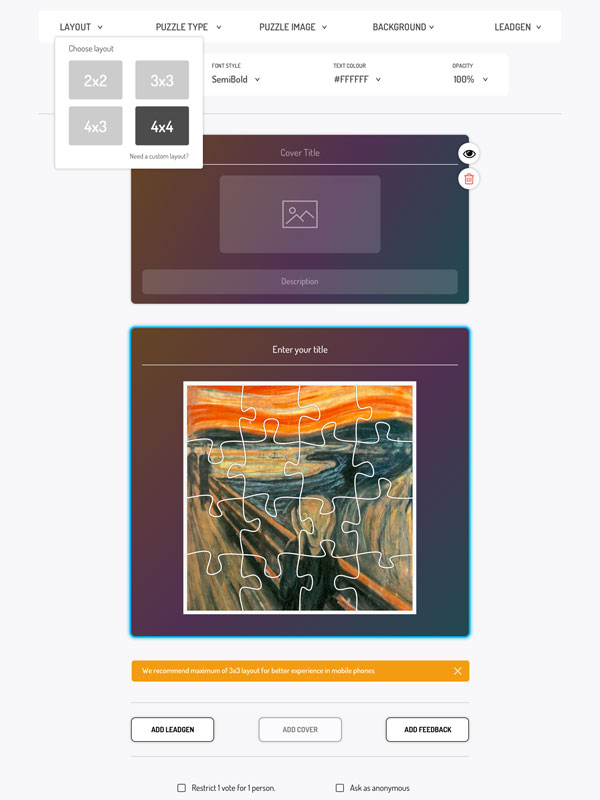 LAYOUT
PUZZLE TYPE
PUZZLE IMAGE
BACKGROUND
LEADGEN
Choose layout
2x2
3x3
4x3
4x4
Need a custom layout?
FONT STYLE
TEXT COLOUR
OPACITY
SemiBold
#FFFFFF
100%
Cover Title
Description
Enter your title
We recommend maximum of 3x3 layout for better experience in mobile phones
ADD LEADGEN
ADD COVER
ADD FEEDBACK
Restrict 1 vote for 1 person.
Ask as anonymous